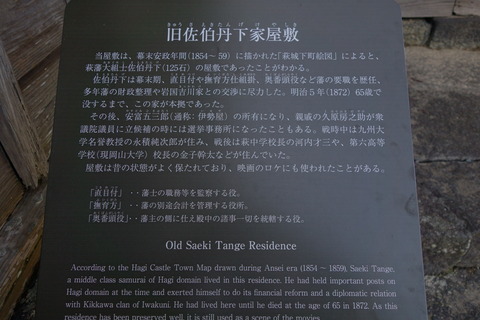 きゅう さ えき たん げ け や しき
旧佐伯丹下家屋敷
当屋敷は、幕末安政年間(1854～59)に描かれた「萩城下町絵図」によると、
萩藩大組士佐伯丹下(125石)の屋敷であったことがわかる。
佐伯丹下は幕末期、直目付や撫育方仕組掛、奥番頭役など藩の要職を歴任、
多年藩の財政整理や岩国吉川家との交渉に尽力した。明治5年(1872)65歳で
没するまで、この家が本拠であった。
その後、安富五三郎(通称:伊勢屋)の所有になり、親戚の久原房之助が衆
議院議員に立候補の時には選挙事務所になったこともある。戦時中は九州大
学名誉教授の永積純次郎が住み、戦後は萩中学校長の河内才三や、第六高等
学校(現岡山大学)校長の金子幹太などが住んでいた。
屋敷は昔の状態がよく保たれており、映画のロケにも使われたことがある。
「直目付」‥藩士の職務等を監察する役。
「撫育方」‥藩の別途会計を管理する役所。
「奥番頭役」‥藩主の側に仕え殿中の諸事一切を統轄する役。
Old Saeki Tange Residence
According to the Hagi Castle Town Map drawn during Ansei era (1854～1859), Saeki Tange,
a middle class samurai of Hagi domain lived in this residence. He had held important posts on
Hagi domain at the time and exerted himself to do its financial reform and a diplomatic relation
with Kikkawa clan of Iwakuni. He had lived here until he died at the age of 65 in 1872. As this
residence has been preserved well, it is still used as a scene of the movies.